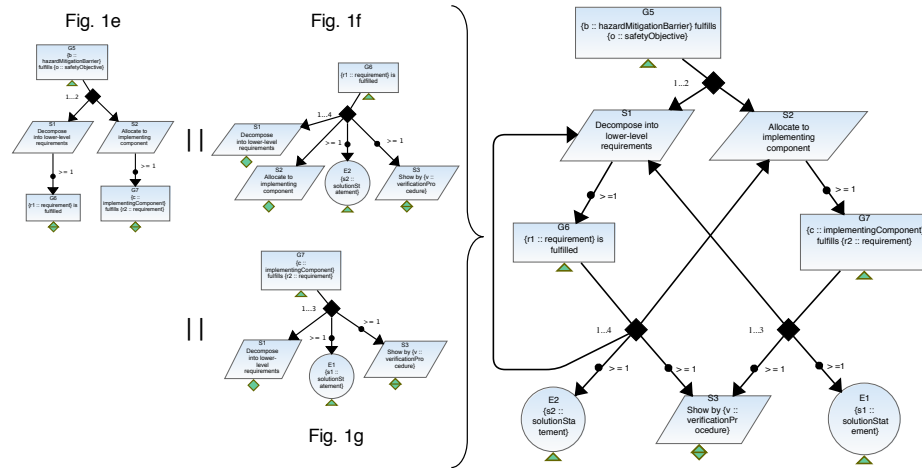 Fig. 1e
G5
{b ::
hazardMitigationBarrier}
fulfills {o :: safetyObjective}
1...2
S1
Decompose
into lower-level
requirements
S2
Allocate to
implementing
component
>= 1
>= 1
G6
{r1 :: requirement} is
fulfilled
G7
{c ::
implementingComponent}
fulfills {r2 :: requirement}
||
Fig. 1f
G6
{r1 :: requirement} is
fulfilled
1...4
S1
Decompose
into lower-level
requirements
>= 1
>= 1
>= 1
S2
Allocate to
implementing
component
E2
{s2 ::
solutionSt
atement}
S3
Show by {v ::
verificationPro
cedure}
||
G7
{c ::
implementingComponent}
fulfills {r2 :: requirement}
1...3
>= 1
>= 1
S1
Decompose
into lower-
level
requirements
E1
{s1 ::
solutionSt
atement}
S3
Show by {v ::
verificationPro
cedure}
Fig. 1g
G5
{b :: hazardMitigationBarrier} fulfills
{o :: safetyObjective}
1...2
S1
Decompose into
lower-level
requirements
S2
Allocate to
implementing
component
>=1
>= 1
G6
{r1 :: requirement} is
fulfilled
G7
{c :: implementingComponent}
fulfills {r2 :: requirement}
1...4
1...3
>= 1
>= 1
>= 1
>=1
E2
{s2 ::
solutionSta
tement}
S3
Show by {v ::
verificationPr
ocedure}
E1
{s1 ::
solutionStat
ement}